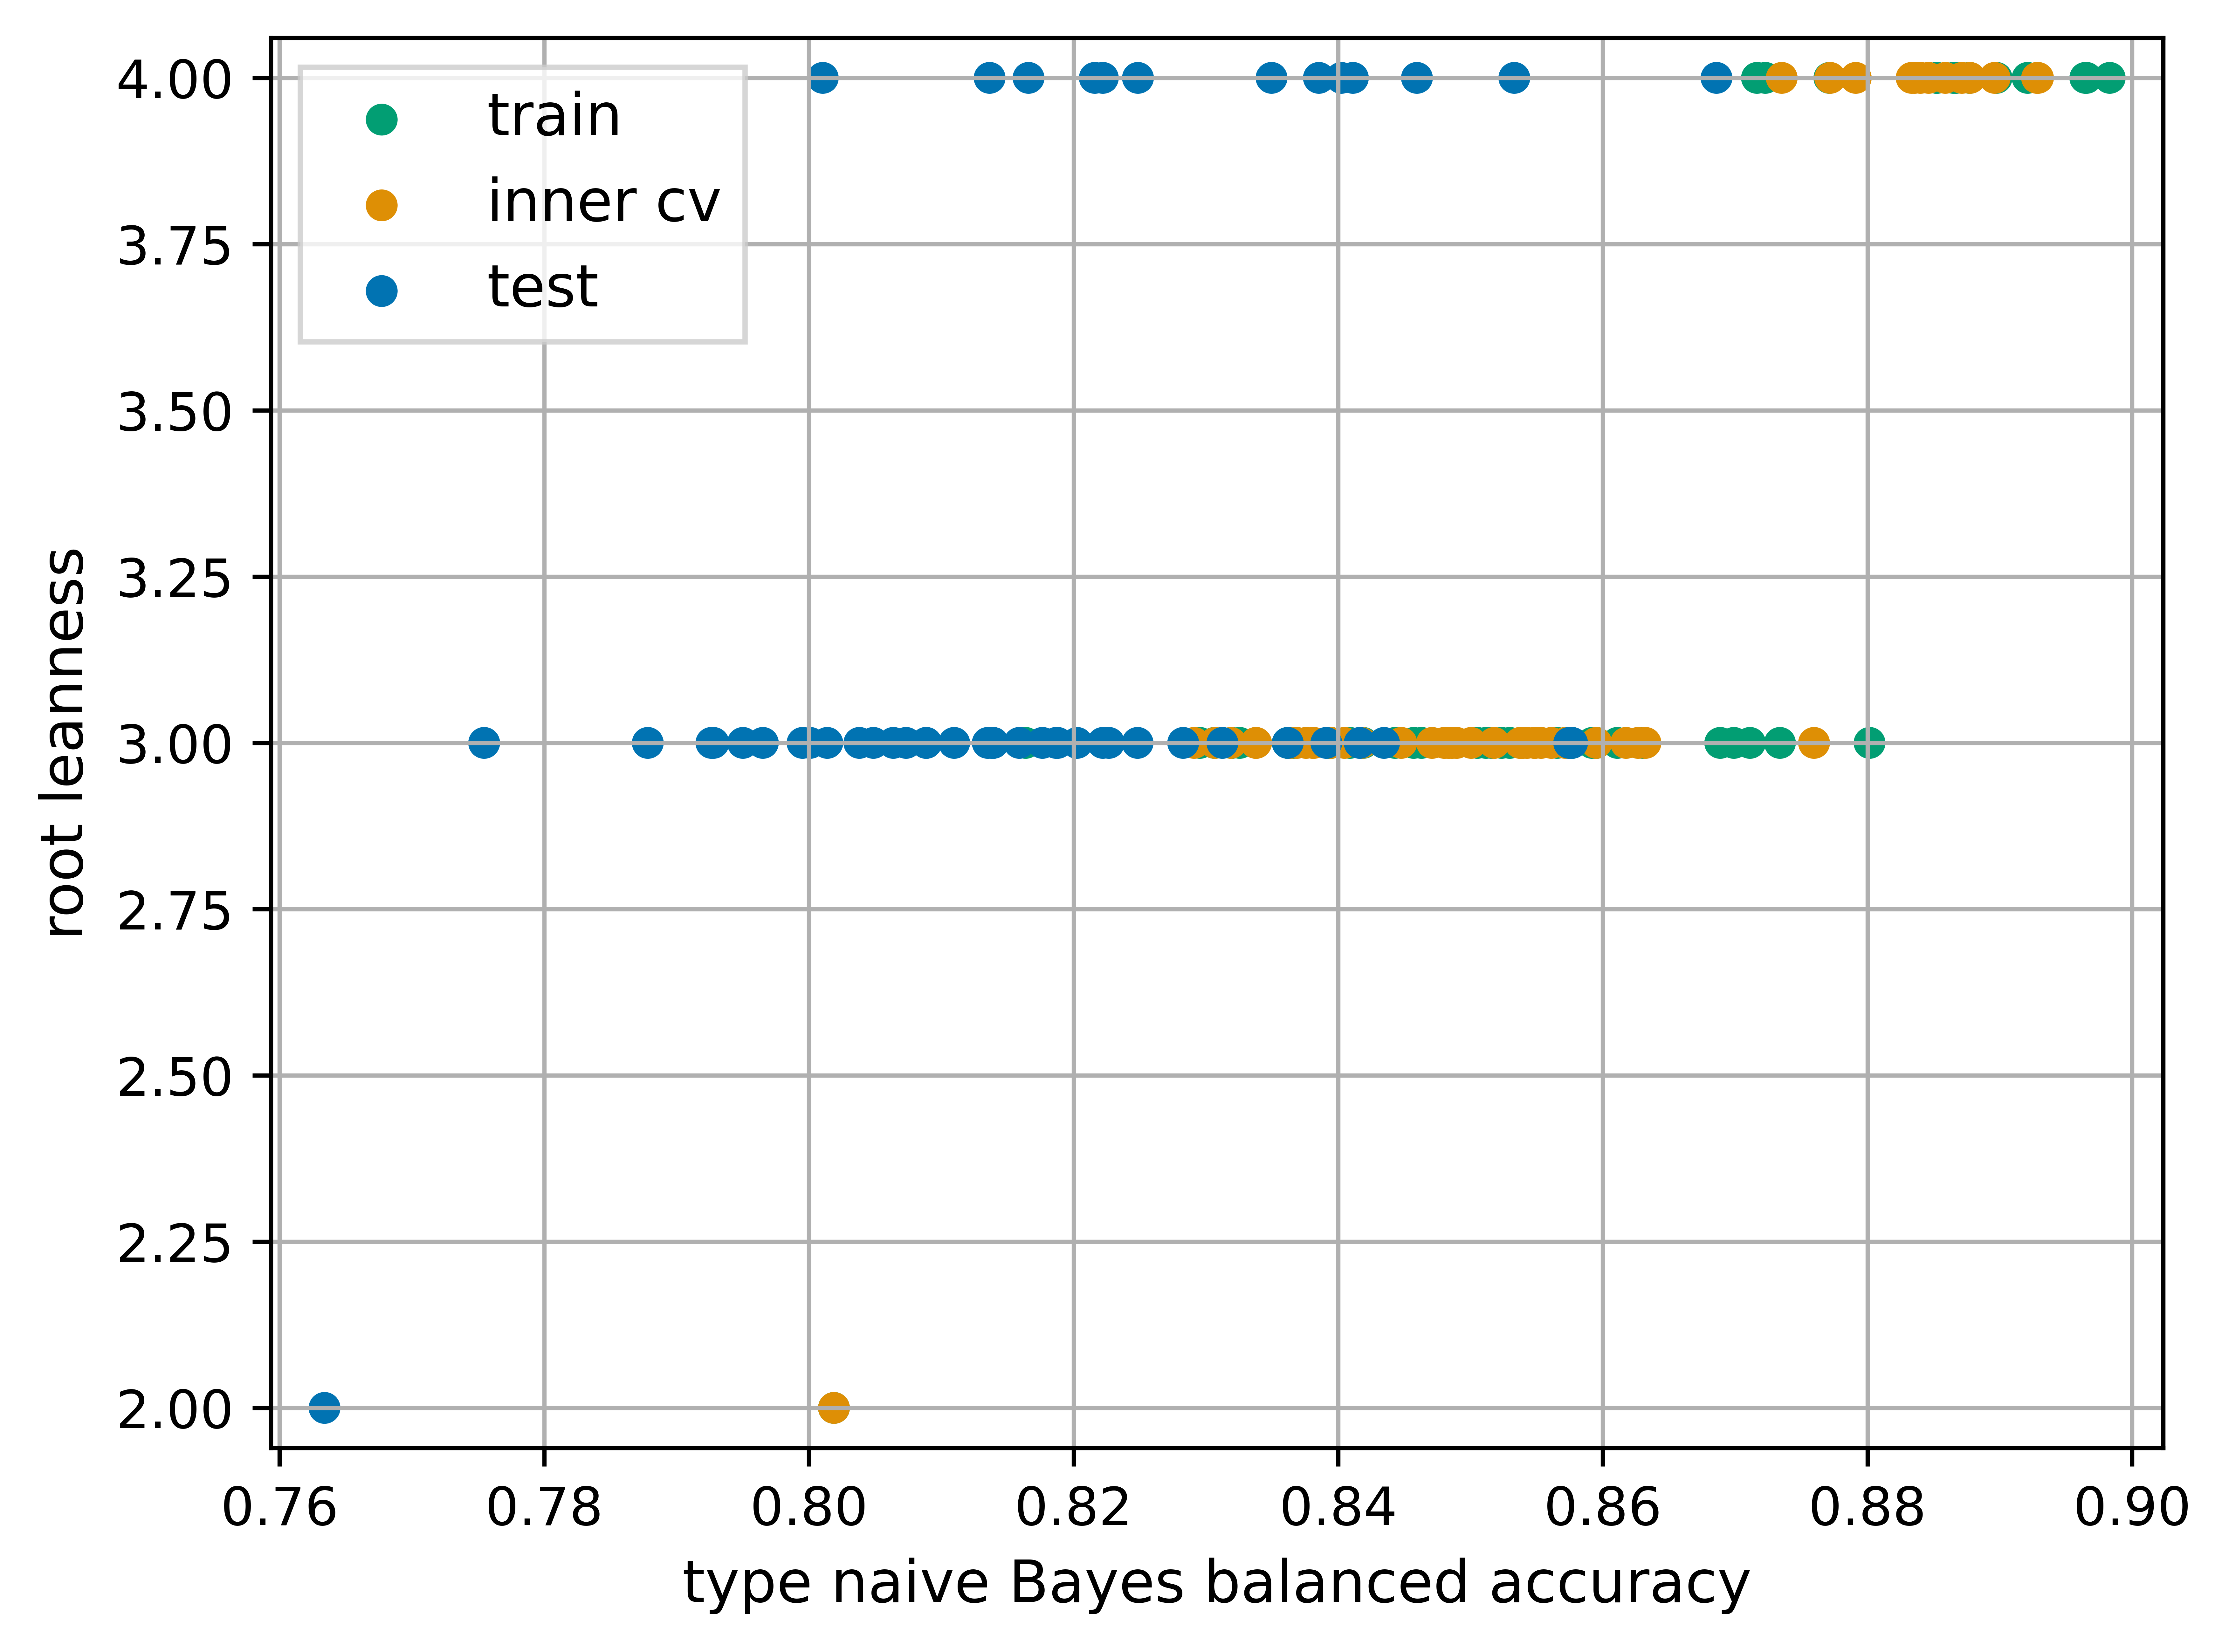 4.00
3.75
3.50
3.25
3.00
2.75
2.50
2.25
2.00
root leanness
train
inner cv
test
0.76 0.78 0.80 0.82 0.84 0.86 0.88 0.90
type naive Bayes balanced accuracy